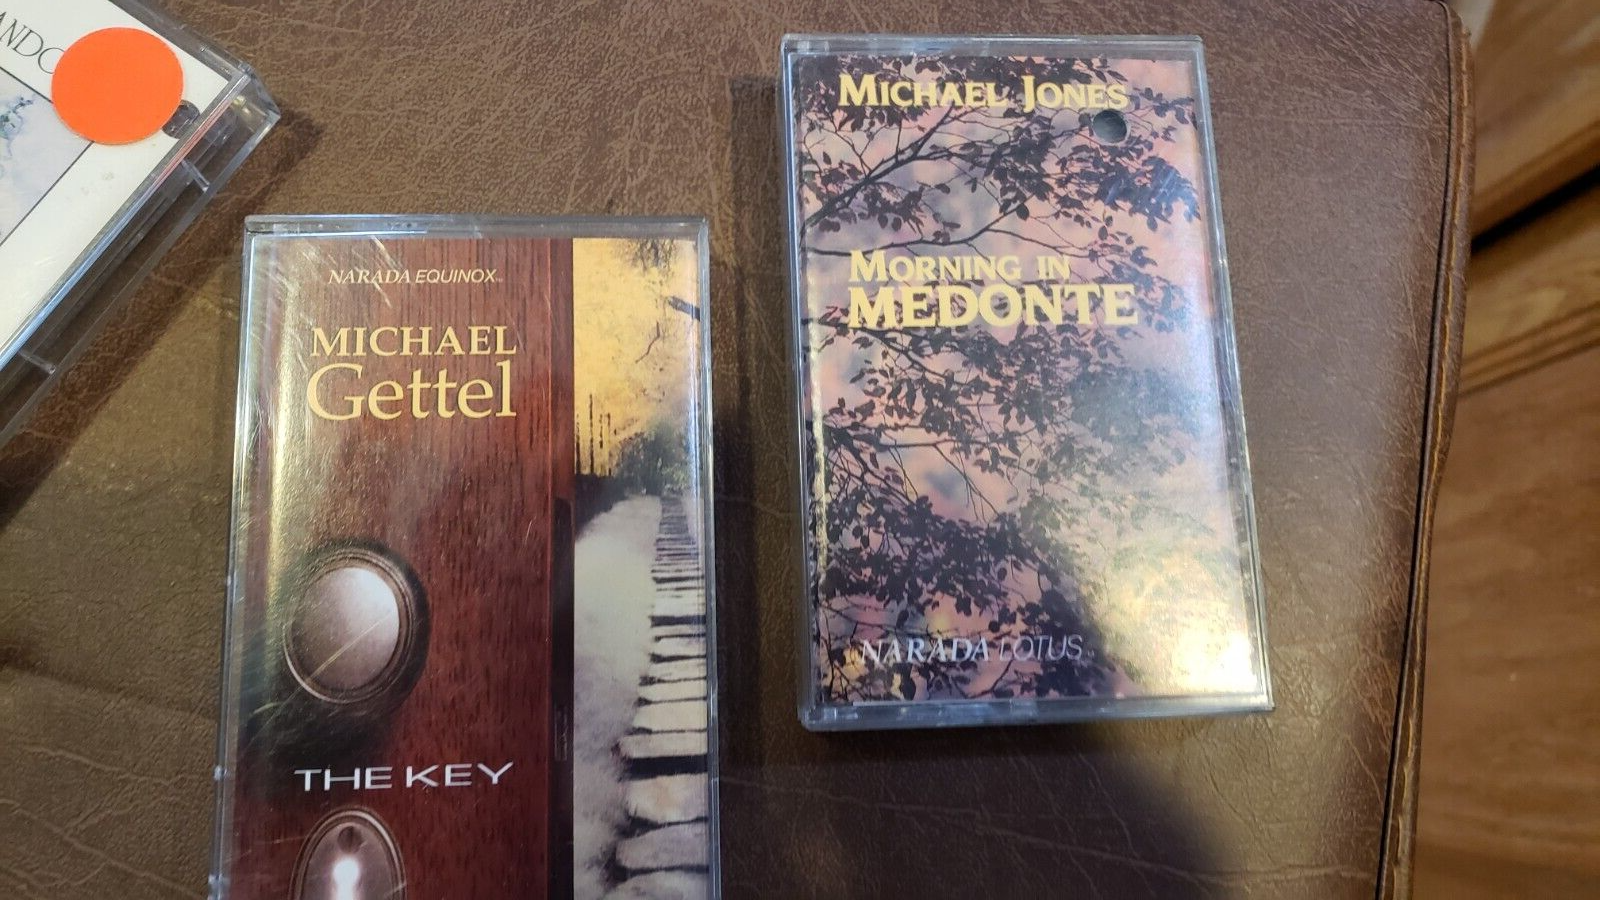 NARADA EQUINOX
MICHAEL
Gettel
THE KEY
MICHAEL JONES
MORNING IN
MEDONTE
NARADA LOTUS